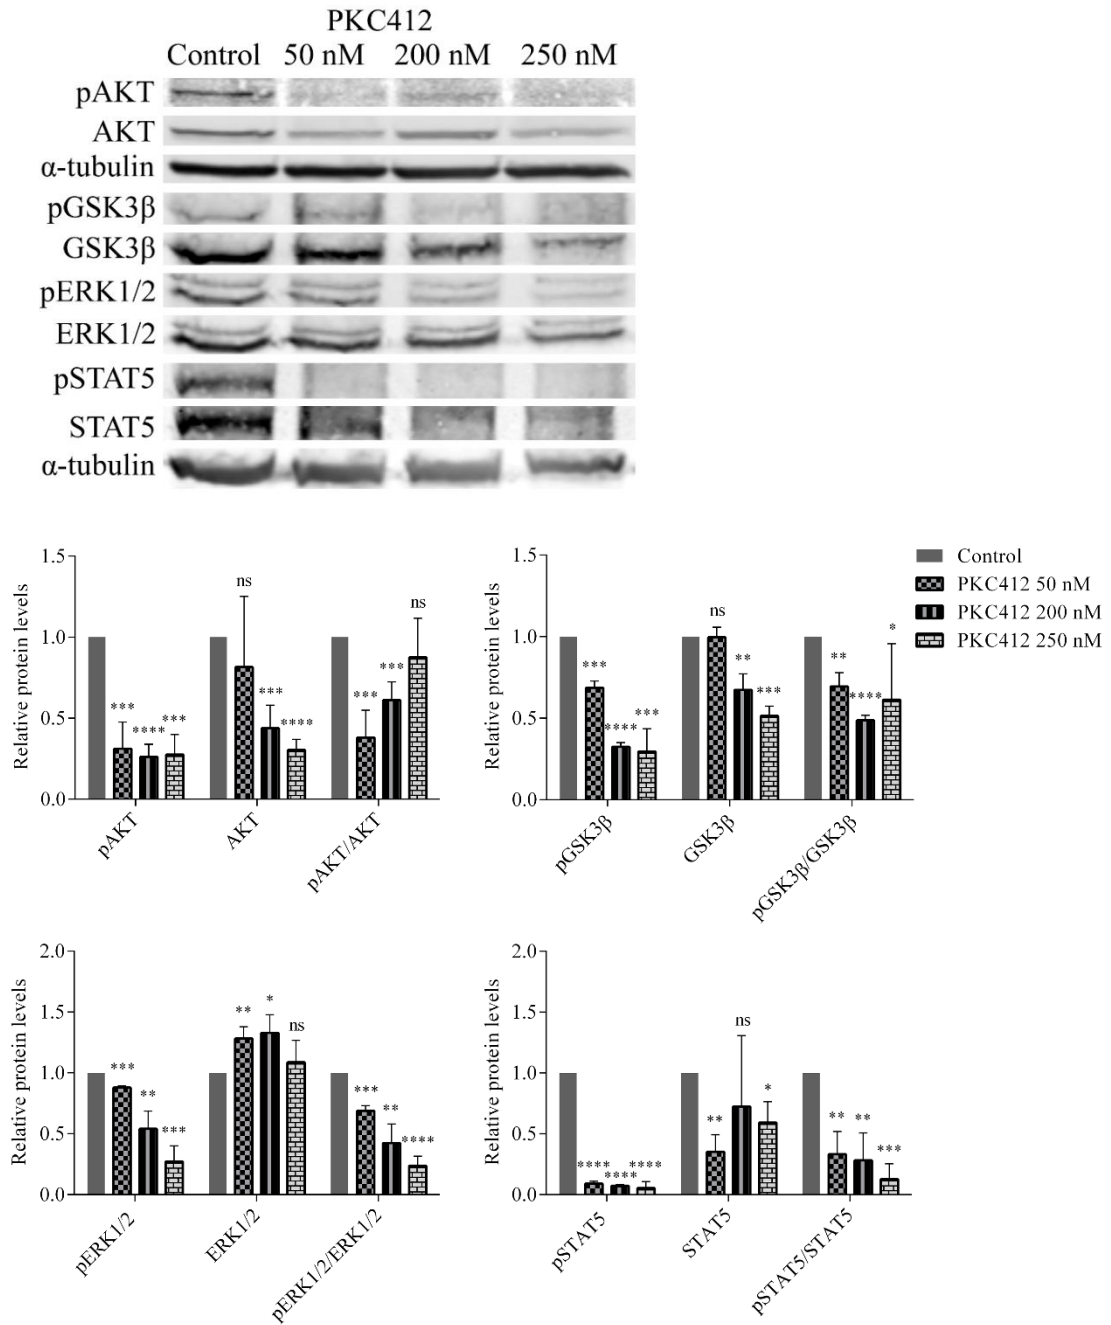 PKC412
Control 50 nM 200 nM 250 nM
pAKT
AKT
α-tubulin
pGSK3β
GSK3β
pERK1/2
ERK1/2
pSTAT5
STAT5
α-tubulin
Relative protein levels
1.5
1.0
0.5
0.0
*** **** ***
ns *** ****
*** *** ns
pAKT
AKT
pAKT/AKT
Relative protein levels
1.5
1.0
0.5
0.0
*** **** ***
ns ** ***
** **** *
pGSK3β
GSK3β
pGSK3β/GSK3β
Control
PKC412 50 nM
PKC412 200 nM
PKC412 250 nM
Relative protein levels
2.0
1.5
1.0
0.5
0.0
*** ** ***
** * ns
*** ** ****
pERK1/2
ERK1/2
pERK1/2/ERK1/2
Relative protein levels
2.0
1.5
1.0
0.5
0.0
**** **** ****
** ns *
** ** ***
pSTAT5
STAT5
pSTAT5/STAT5